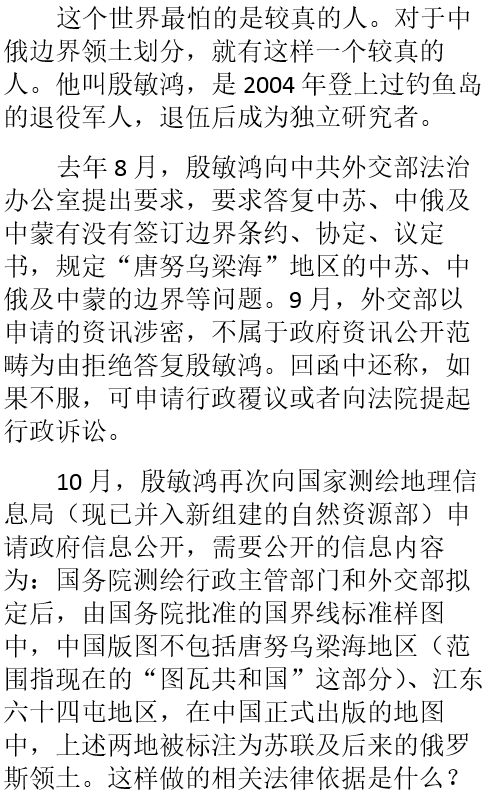 这个世界最怕的是较真的人。对于中
俄边界领土划分，就有这样一个较真的
人。他叫殷敏鸿，是 2004 年登上过钓鱼岛
的退役军人，退伍后成为独立研究者。
去年 8 月，殷敏鸿向中共外交部法治
办公室提出要求，要求答复中苏、中俄及
中蒙有没有签订边界条约、协定、议定
书，规定“唐努乌梁海”地区的中苏、中
俄及中蒙的边界等问题。9 月，外交部以
申请的资讯涉密，不属于政府资讯公开范
畴为由拒绝答复殷敏鸿。回函中还称，如
果不服，可申请行政覆议或者向法院提起
行政诉讼。
10 月，殷敏鸿再次向国家测绘地理信
息局（现已并入新组建的自然资源部）申
请政府信息公开，需要公开的信息内容
为：国务院测绘行政主管部门和外交部拟
定后，由国务院批准的国界线标准样图
中，中国版图不包括唐努乌梁海地区（范
围指现在的“图瓦共和国”这部分）、江东
六十四屯地区，在中国正式出版的地图
中，上述两地被标注为苏联及后来的俄罗
斯领土。这样做的相关法律依据是什么？